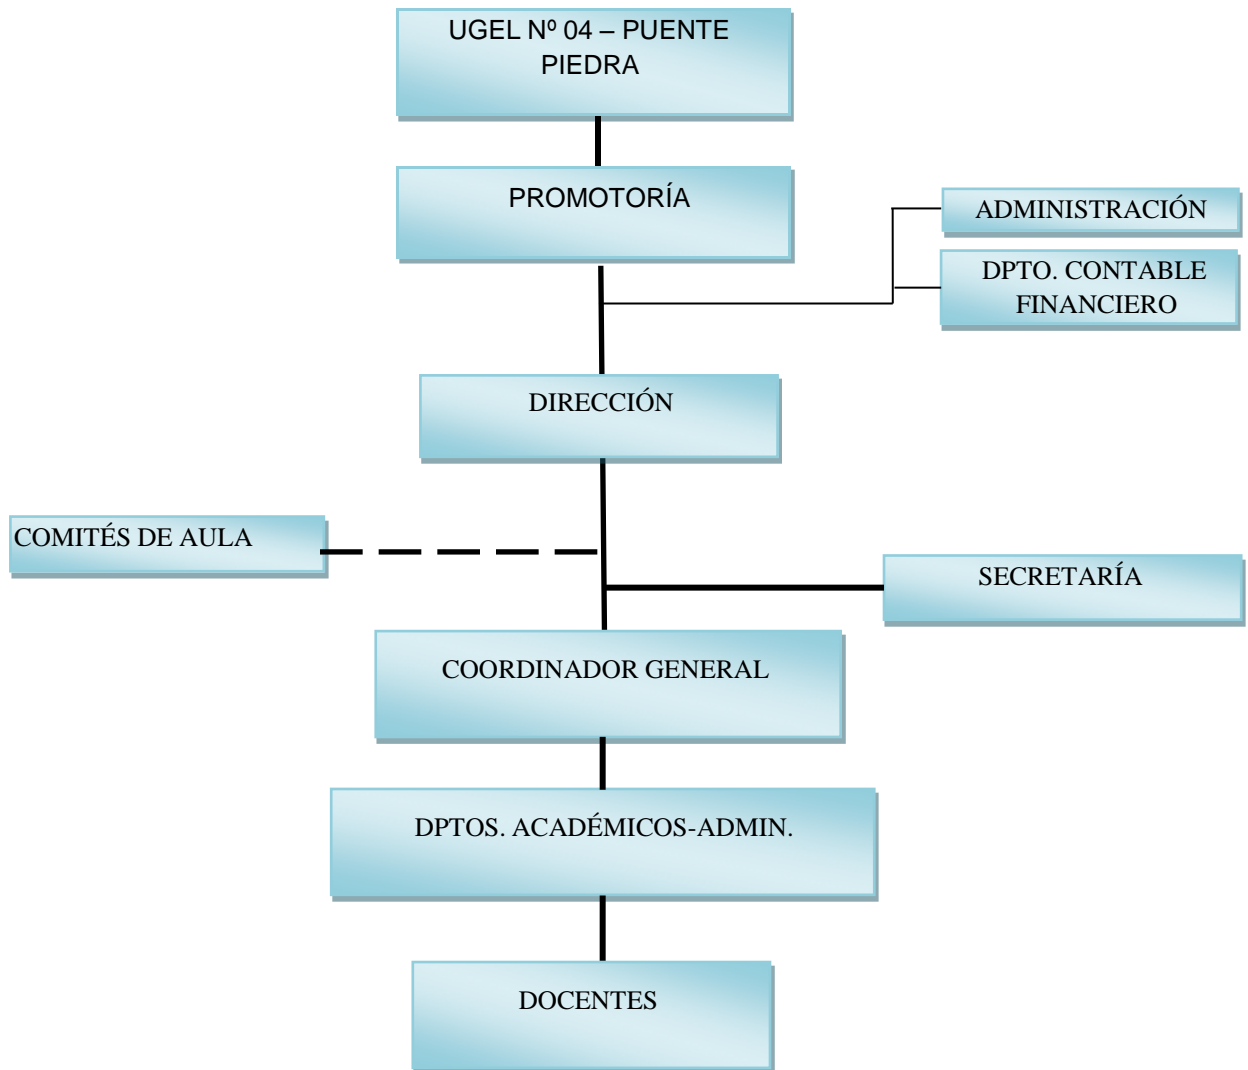 UGEL Nº 04 – PUENTE
PIEDRA
PROMOTORÍA
ADMINISTRACIÓN
DPTO. CONTABLE
FINANCIERO
DIRECCIÓN
COMITÉS DE AULA
SECRETARÍA
COORDINADOR GENERAL
DPTOS. ACADÉMICOS-ADMIN.
DOCENTES